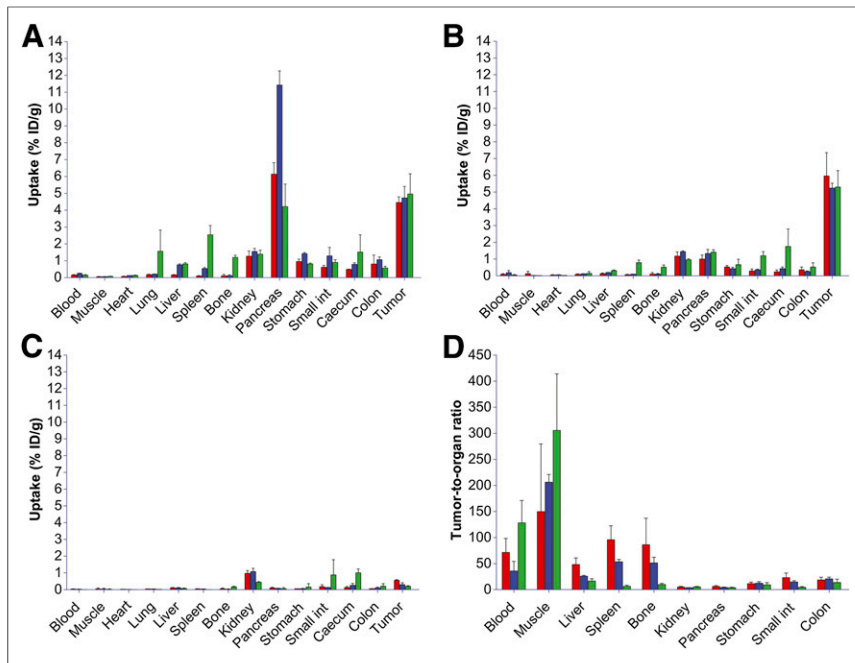 A
14
13
12
11
10
9
8
7
6
5
4
3
2
1
0
Uptake (% ID/g)
Blood
Muscle
Heart
Lung
Liver
Spleen
Bone
Kidney
Pancreas
Stomach
Small int
Caecum
Colon
Tumor
B
14
13
12
11
10
9
8
7
6
5
4
3
2
1
0
Uptake (% ID/g)
Blood
Muscle
Heart
Lung
Liver
Spleen
Bone
Kidney
Pancreas
Stomach
Small int
Caecum
Colon
Tumor
C
14
13
12
11
10
9
8
7
6
5
4
3
2
1
0
Uptake (% ID/g)
Blood
Muscle
Heart
Lung
Liver
Spleen
Bone
Kidney
Pancreas
Stomach
Small int
Caecum
Colon
Tumor
D
450
400
350
300
250
200
150
100
50
0
Tumor-to-organ ratio
Blood
Muscle
Liver
Spleen
Bone
Kidney
Pancreas
Stomach
Small int
Colon